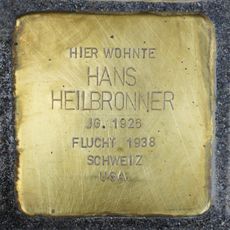 HIER WOHNTE
HANS
HEILBRONNER
JG. 1925
FLUCHT 1938
SCHWEIZ
USA